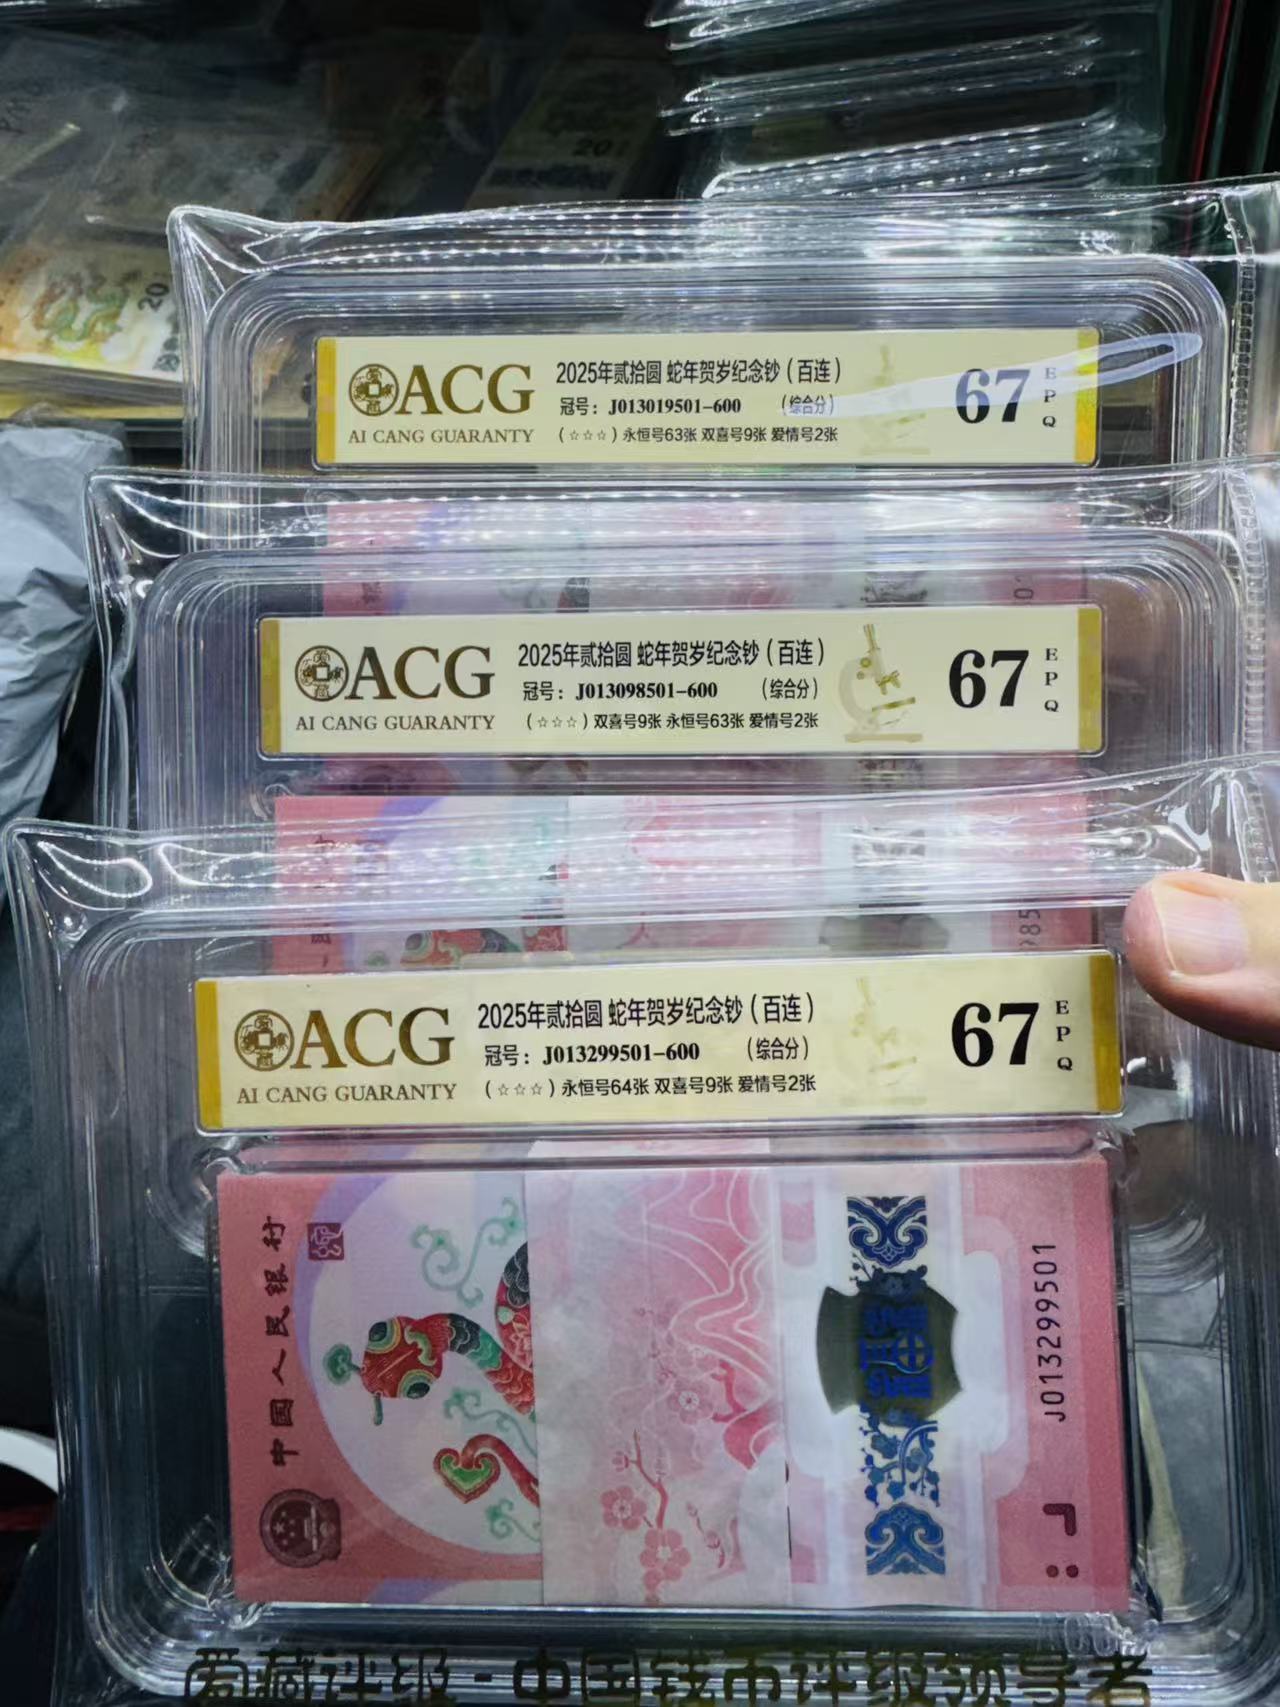 20
20
ACG
AI CANG GUARANTY
2025年贰拾圆 蛇年贺岁纪念钞（百连）
冠号：J013019501-600 （综合分）
（☆☆☆）永恒号63张 双喜号9张 爱情号2张
67
EPQ
ACG
AI CANG GUARANTY
2025年贰拾圆 蛇年贺岁纪念钞（百连）
冠号：J013098501-600 （综合分）
（☆☆☆）双喜号9张 永恒号63张 爱情号2张
67
EPQ
ACG
AI CANG GUARANTY
2025年贰拾圆 蛇年贺岁纪念钞（百连）
冠号：J013299501-600 （综合分）
（☆☆☆）永恒号64张 双喜号9张 爱情号2张
67
EPQ
中國人民銀行
J013299501
爱藏评级·中国钱币评级领导者